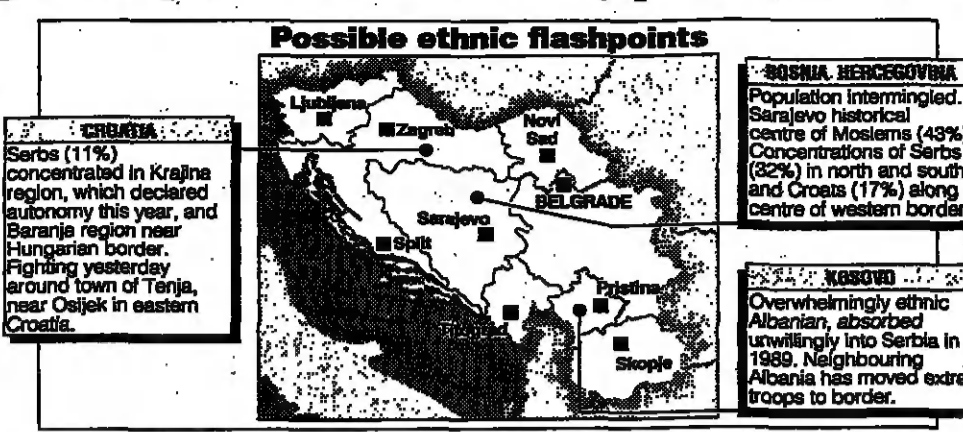 Possible ethnic flashpoints
CROATIA
Serbs (11%)
concentrated in Krajina
region, which declared
autonomy this year, and
Baranja region near
Hungarian border.
Fighting yesterday
around town of Tenja,
near Osijek in eastern
Croatia.
Ljubljana
Zagreb
Novi
Sad
BELGRADE
Sarajevo
Split
Titograd
Pristina
Skopje
BOSNIA HERCEGOVINA
Population intermingled.
Sarajevo historical
centre of Moslems (43%)
Concentrations of Serbs
(32%) in north and south
and Croats (17%) along
centre of western border
KOSOVO
Overwhelmingly ethnic
Albanian, absorbed
unwillingly into Serbia in
1989. Neighbouring
Albania has moved extra
troops to border.